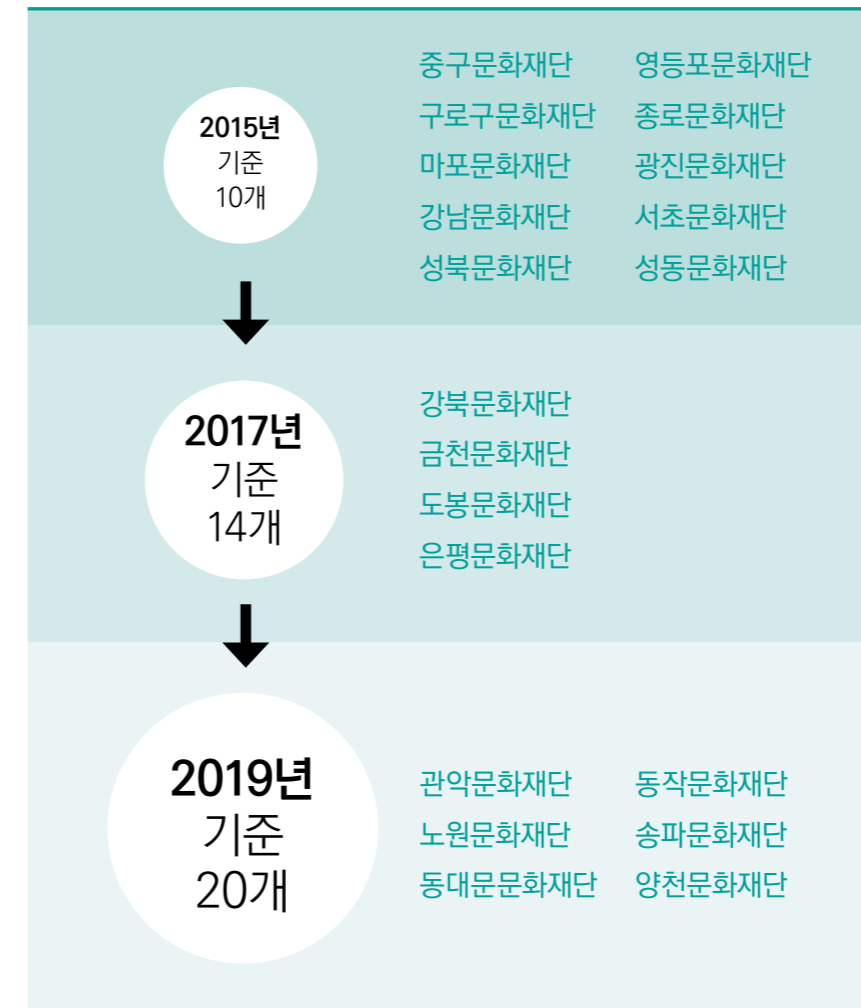 2015년
기준
10개
중구문화재단 영등포문화재단
구로구문화재단 종로문화재단
마포문화재단 광진문화재단
강남문화재단 서초문화재단
성북문화재단 성동문화재단
2017년
기준
14개
강북문화재단
금천문화재단
도봉문화재단
은평문화재단
2019년
기준
20개
관악문화재단 동작문화재단
노원문화재단 송파문화재단
동대문문화재단 양천문화재단